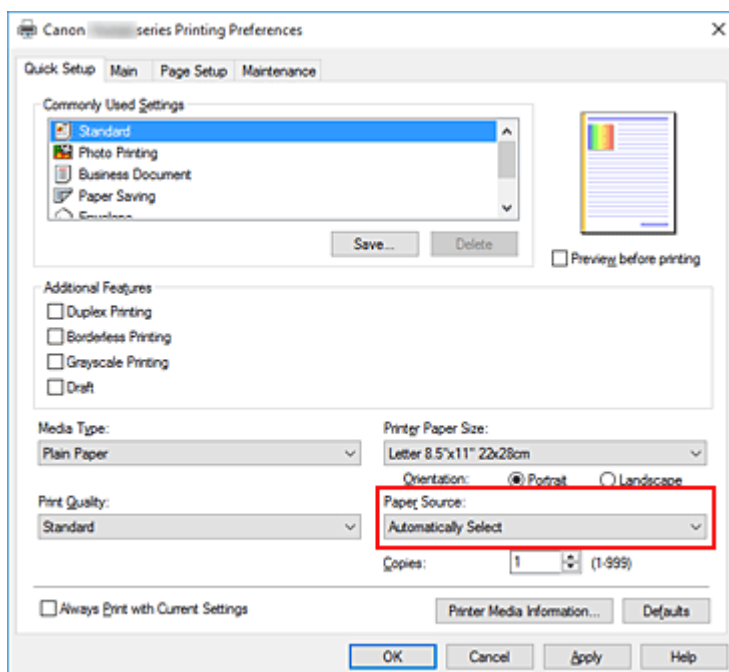 Canon series Printing Preferences
Quick Setup Main Page Setup Maintenance
Commonly Used Settings
Standard
Photo Printing
Business Document
Paper Saving
Envelope
Save... Delete
Preview before printing
Additional Features
Duplex Printing
Borderless Printing
Grayscale Printing
Draft
Media Type: Printer Paper Size:
Plain Paper Letter 8.5"x11" 22x28cm
Orientation: Portrait Landscape
Print Quality: Paper Source:
Standard Automatically Select
Copies: 1 (1-999)
Always Print with Current Settings Printer Media Information... Defaults
OK Cancel Apply Help